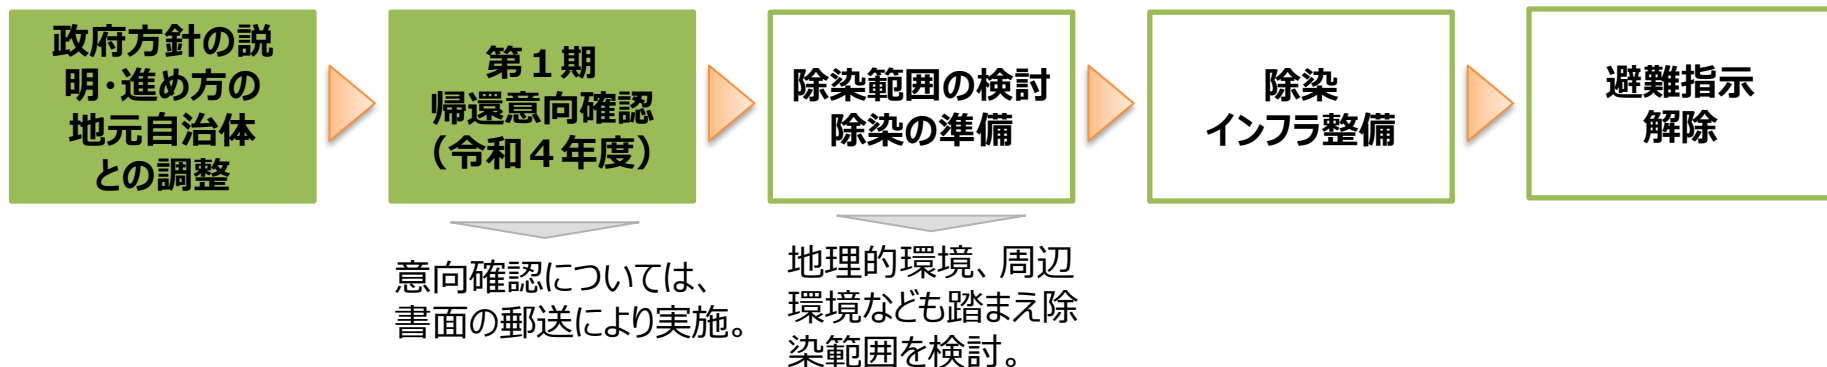 政府方針の説
明・進め方の
地元自治体
との調整
第１期
帰還意向確認
（令和４年度）
除染範囲の検討
除染の準備
除染
インフラ整備
避難指示
解除
意向確認については、
書面の郵送により実施。
地理的環境、周辺
環境なども踏まえ除
染範囲を検討。